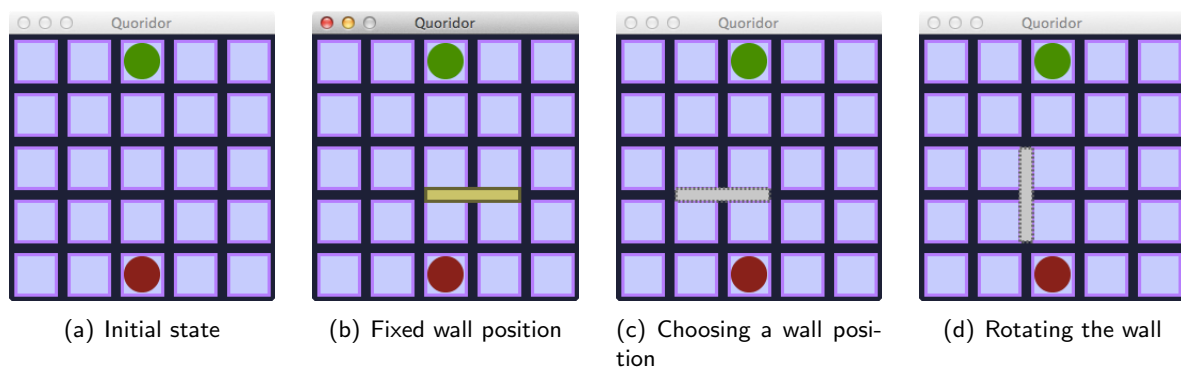 Quoridor
Quoridor
Quoridor
Quoridor
(a) Initial state
(b) Fixed wall position
(c) Choosing a wall posi-
tion
(d) Rotating the wall